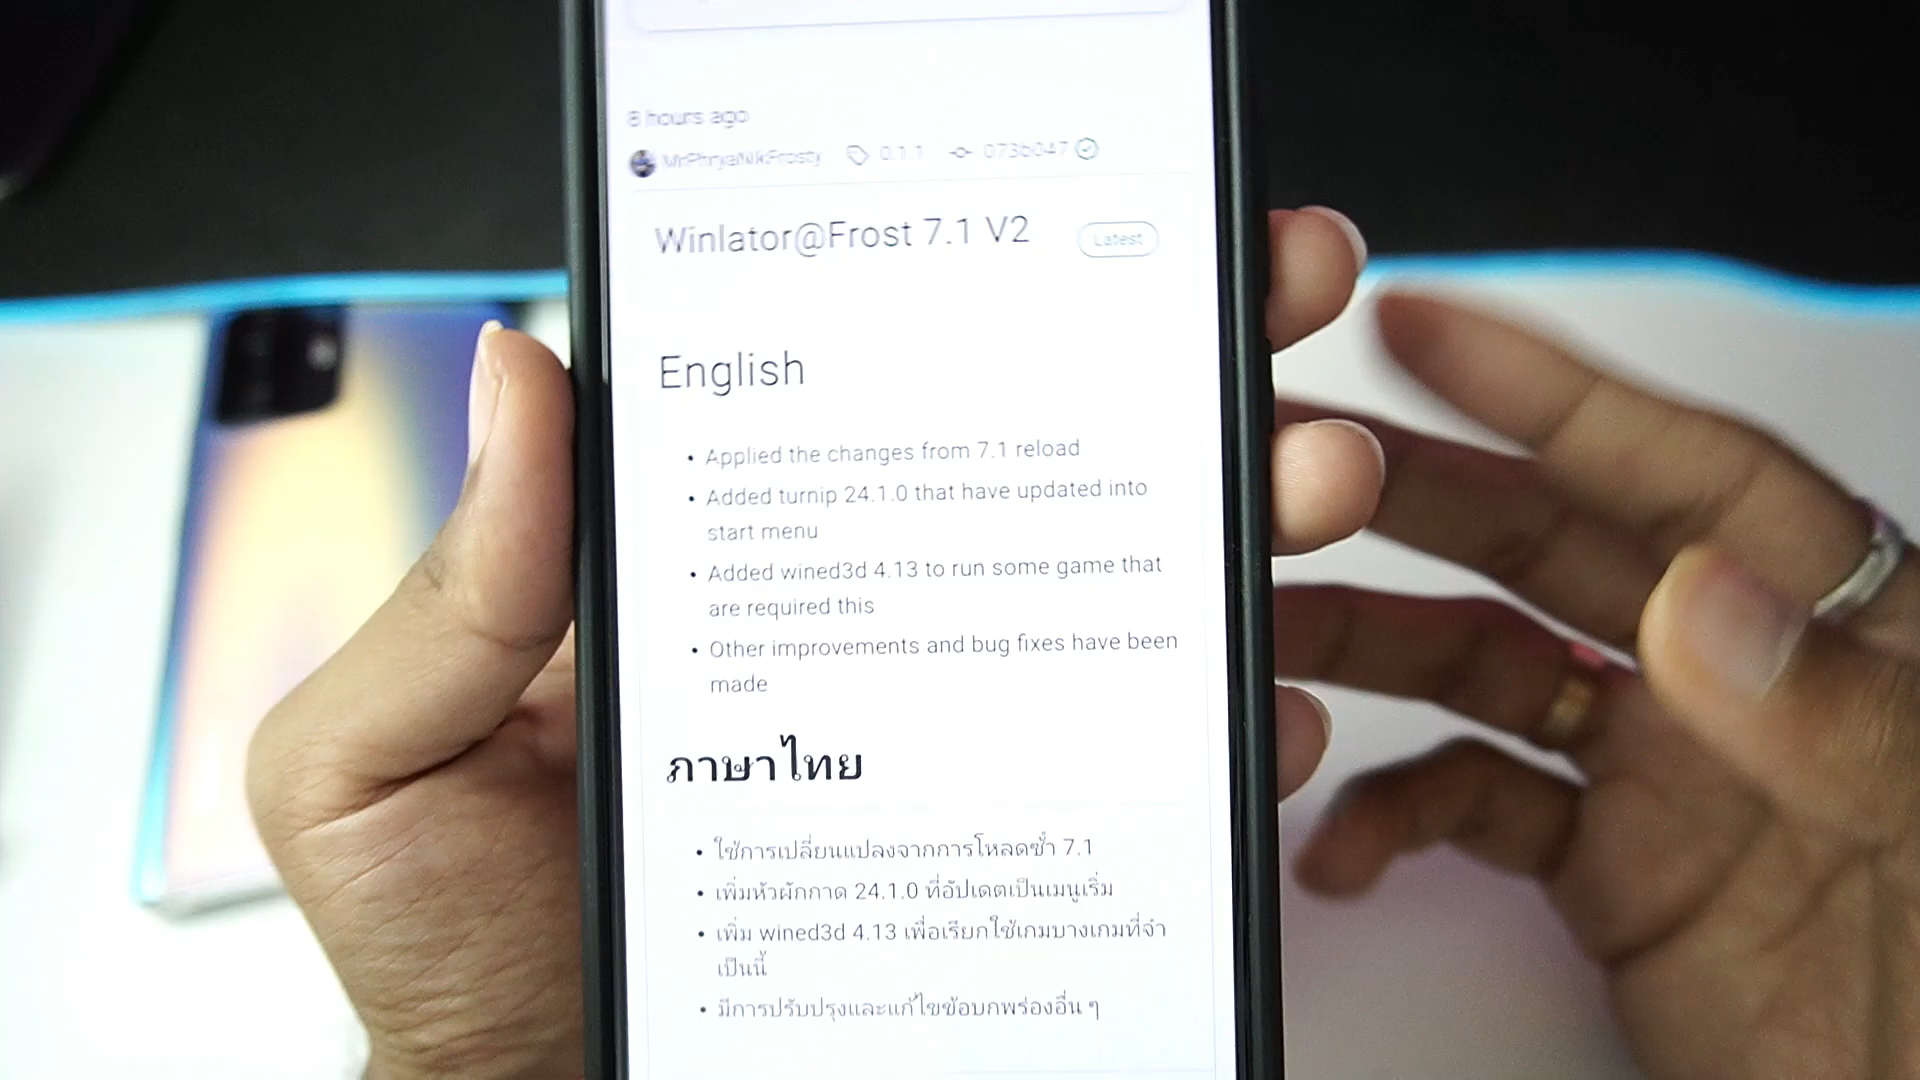 8 hours ago
MrPhryaNikFrosty 0.1.1 073b047
Winlator@Frost 7.1 V2 Latest
English
• Applied the changes from 7.1 reload
• Added turnip 24.1.0 that have updated into
start menu
• Added wined3d 4.13 to run some game that
are required this
• Other improvements and bug fixes have been
made
ภาษาไทย
• ใช้การเปลี่ยนแปลงจากการโหลดซ้ำ 7.1
• เพิ่มหัวผักกาด 24.1.0 ที่อัปเดตเป็นเมนูเริ่ม
• เพิ่ม wined3d 4.13 เพื่อเรียกใช้เกมบางเกมที่จำ
เป็นนี้
• มีการปรับปรุงและแก้ไขข้อบกพร่องอื่น ๆ